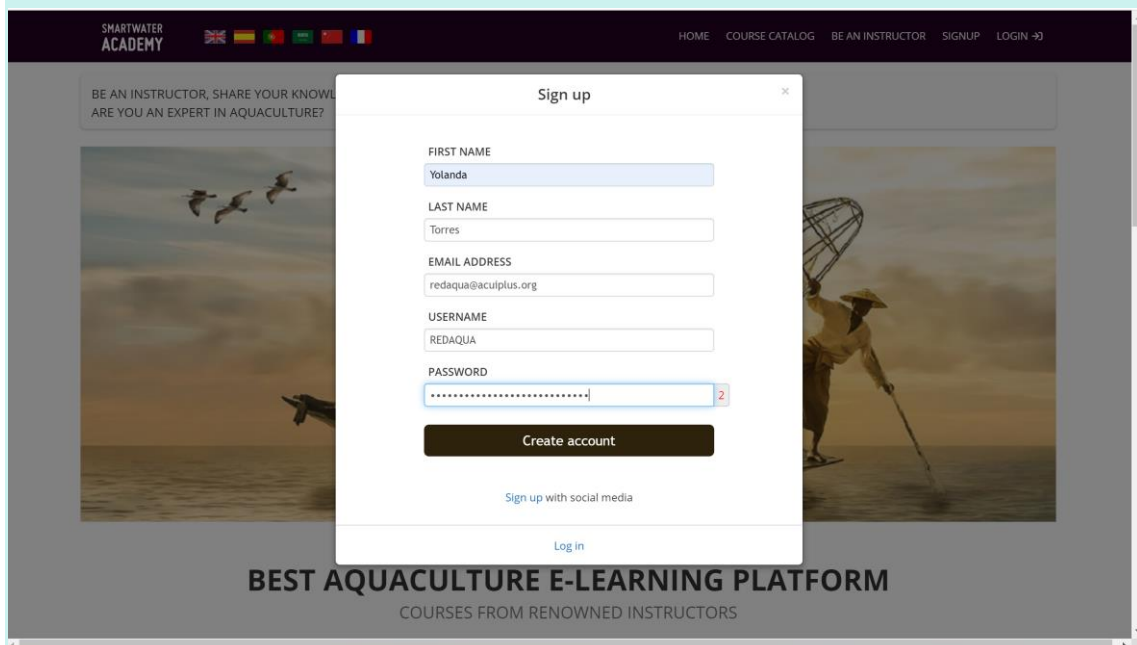 SMARTWATER
ACADEMY
HOME COURSE CATALOG BE AN INSTRUCTOR SIGNUP LOGIN
BE AN INSTRUCTOR, SHARE YOUR KNOWL
ARE YOU AN EXPERT IN AQUACULTURE?
Sign up
×
FIRST NAME
Yolanda
LAST NAME
Torres
EMAIL ADDRESS
redaqua@acuiplus.org
USERNAME
REDAQUA
PASSWORD
2
Create account
Sign up with social media
Log in
BEST AQUACULTURE E-LEARNING PLATFORM
COURSES FROM RENOWNED INSTRUCTORS